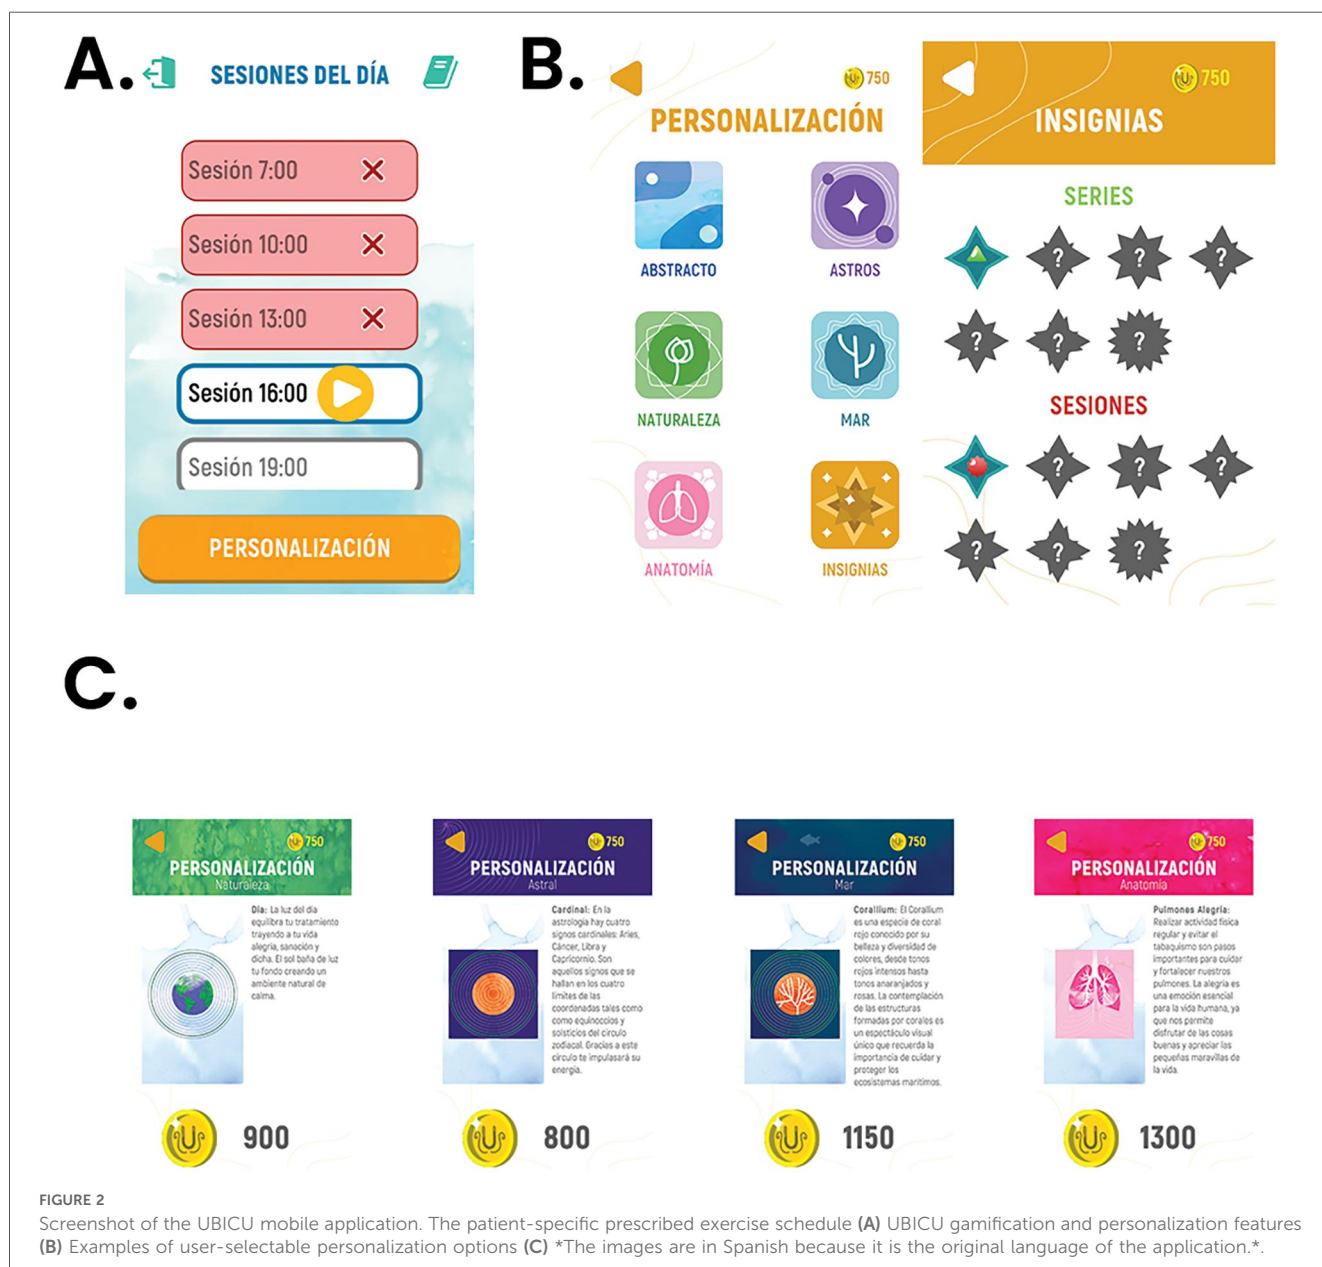 A.
SESIONES DEL DÍA
Sesión 7:00
Sesión 10:00
Sesión 13:00
Sesión 16:00
Sesión 19:00
PERSONALIZACIÓN
B.
750
PERSONALIZACIÓN
ABSTRACTO
ASTROS
NATURALEZA
MAR
ANATOMÍA
INSIGNIAS
750
INSIGNIAS
SERIES
? ? ?
? ? ?
SESIONES
? ? ?
? ? ?
C.
750
PERSONALIZACIÓN
Naturaleza
Día: La luz del día
equilibra tu tratamiento
trayendo a tu vida
alegría, sanación y
dicha. El sol baña de luz
tu fondo creando un
ambiente natural de
calma.
900
750
PERSONALIZACIÓN
Astral
Cardinal: En la
astrología hay cuatro
signos cardinales: Aries,
Cáncer, Libra y
Capricornio. Son
aquellos signos que se
hallan en los cuatro
límites de las
coordenadas tales como
como equinoccios y
solsticios del círculo
zodiacal. Gracias a este
círculo te impulsará su
energía.
800
750
PERSONALIZACIÓN
Mar
Corallium: El Corallium
es una especie de coral
rojo conocido por su
belleza y diversidad de
colores, desde tonos
rojos intensos hasta
tonos anaranjados y
rosas. La contemplación
de las estructuras
formadas por corales es
un espectáculo visual
único que recuerda la
importancia de cuidar y
proteger los
ecosistemas marítimos.
1150
750
PERSONALIZACIÓN
Anatomía
Pulmones Alegría:
Realizar actividad física
regular y evitar el
tabaquismo son pasos
importantes para cuidar
y fortalecer nuestros
pulmones. La alegría es
una emoción esencial
para la vida humana, ya
que nos permite
disfrutar de las cosas
buenas y apreciar las
pequeñas maravillas de
la vida.
1300
FIGURE 2
Screenshot of the UBICU mobile application. The patient-specific prescribed exercise schedule (A) UBICU gamification and personalization features
(B) Examples of user-selectable personalization options (C) *The images are in Spanish because it is the original language of the application.*.